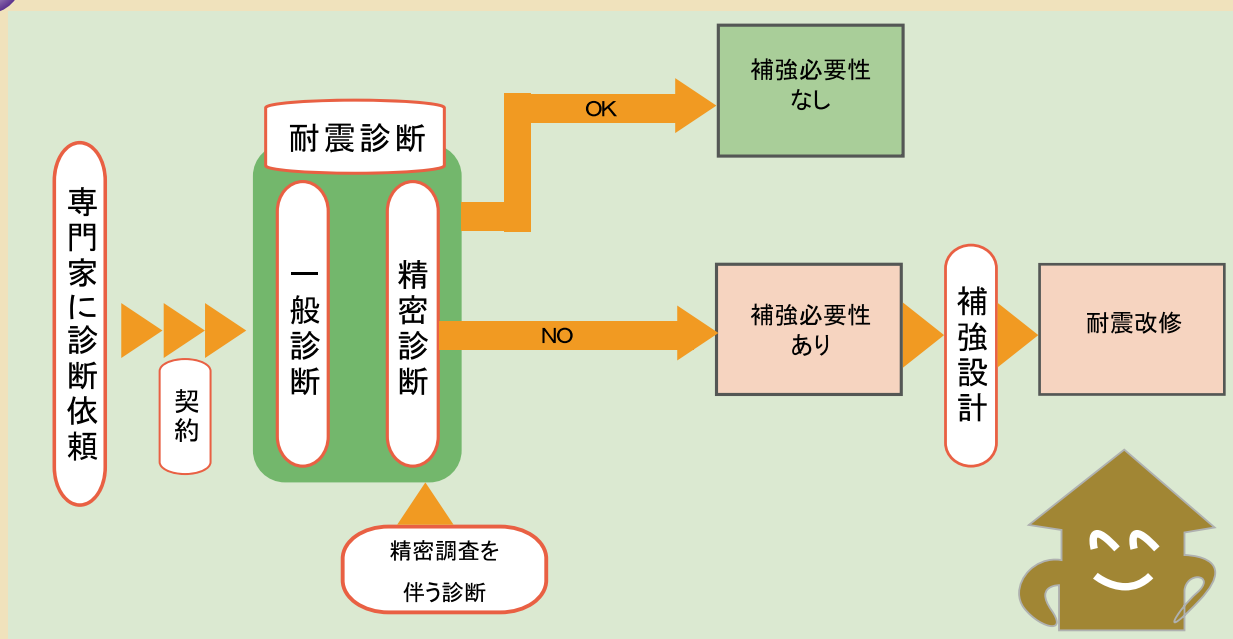 専門家に診断依頼
契約
耐震診断
一般診断
精密診断
精密調査を
伴う診断
OK
補強必要性
なし
NO
補強必要性
あり
補強設計
耐震改修